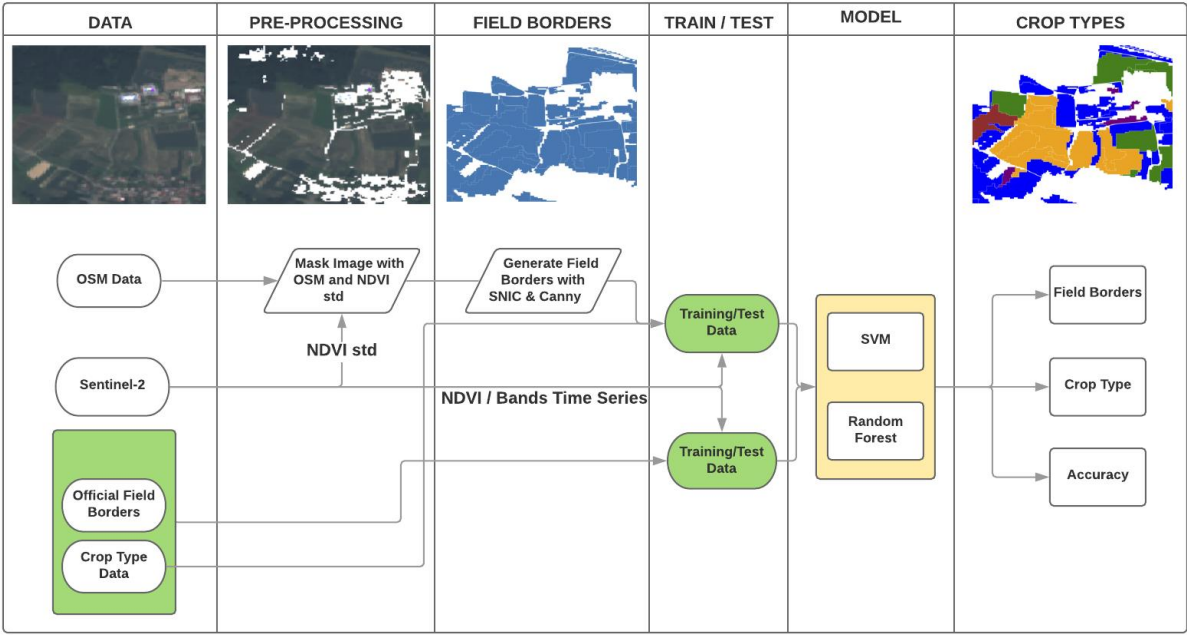 DATA
PRE-PROCESSING
FIELD BORDERS
TRAIN / TEST
MODEL
CROP TYPES
OSM Data
Mask Image with
OSM and NDVI
std
Generate Field
Borders with
SNIC & Canny
Training/Test
Data
Field Borders
SVM
NDVI std
Sentinel-2
NDVI / Bands Time Series
Crop Type
Random
Forest
Training/Test
Data
Accuracy
Official Field
Borders
Crop Type
Data